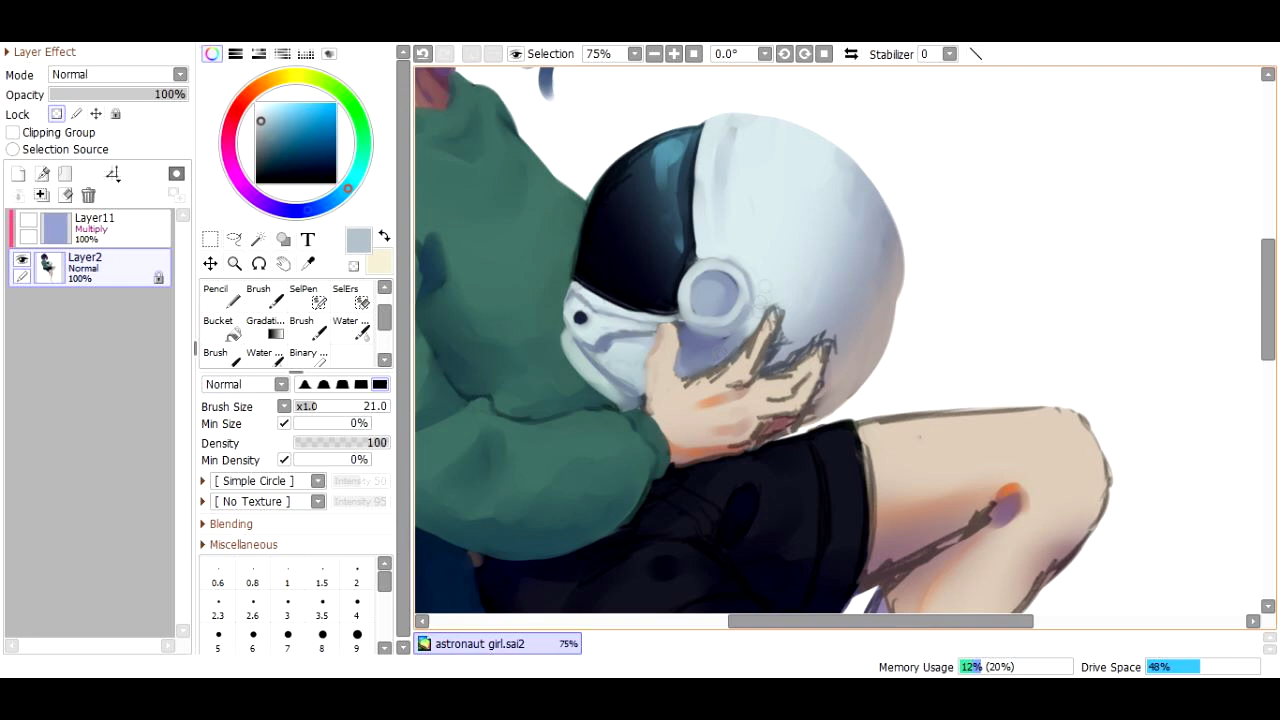 Layer Effect
Mode Normal
Opacity 100%
Lock
Clipping Group
Selection Source
Layer11
Multiply
100%
Layer2
Normal
100%
T
Pencil Brush SelPen SelErs
Bucket Gradati... Brush Water ...
Brush Water ... Binary ...
Normal
Brush Size x1.0 21.0
Min Size 0%
Density 100
Min Density 0%
[ Simple Circle ] Intensity 50
[ No Texture ] Intensity 95
Blending
Miscellaneous
0.6 0.8 1 1.5 2
2.3 2.6 3 3.5 4
5 6 7 8 9
Selection 75% 0.0° Stabilizer 0
astronaut girl.sai2 75%
Memory Usage 12% (20%) Drive Space 48%